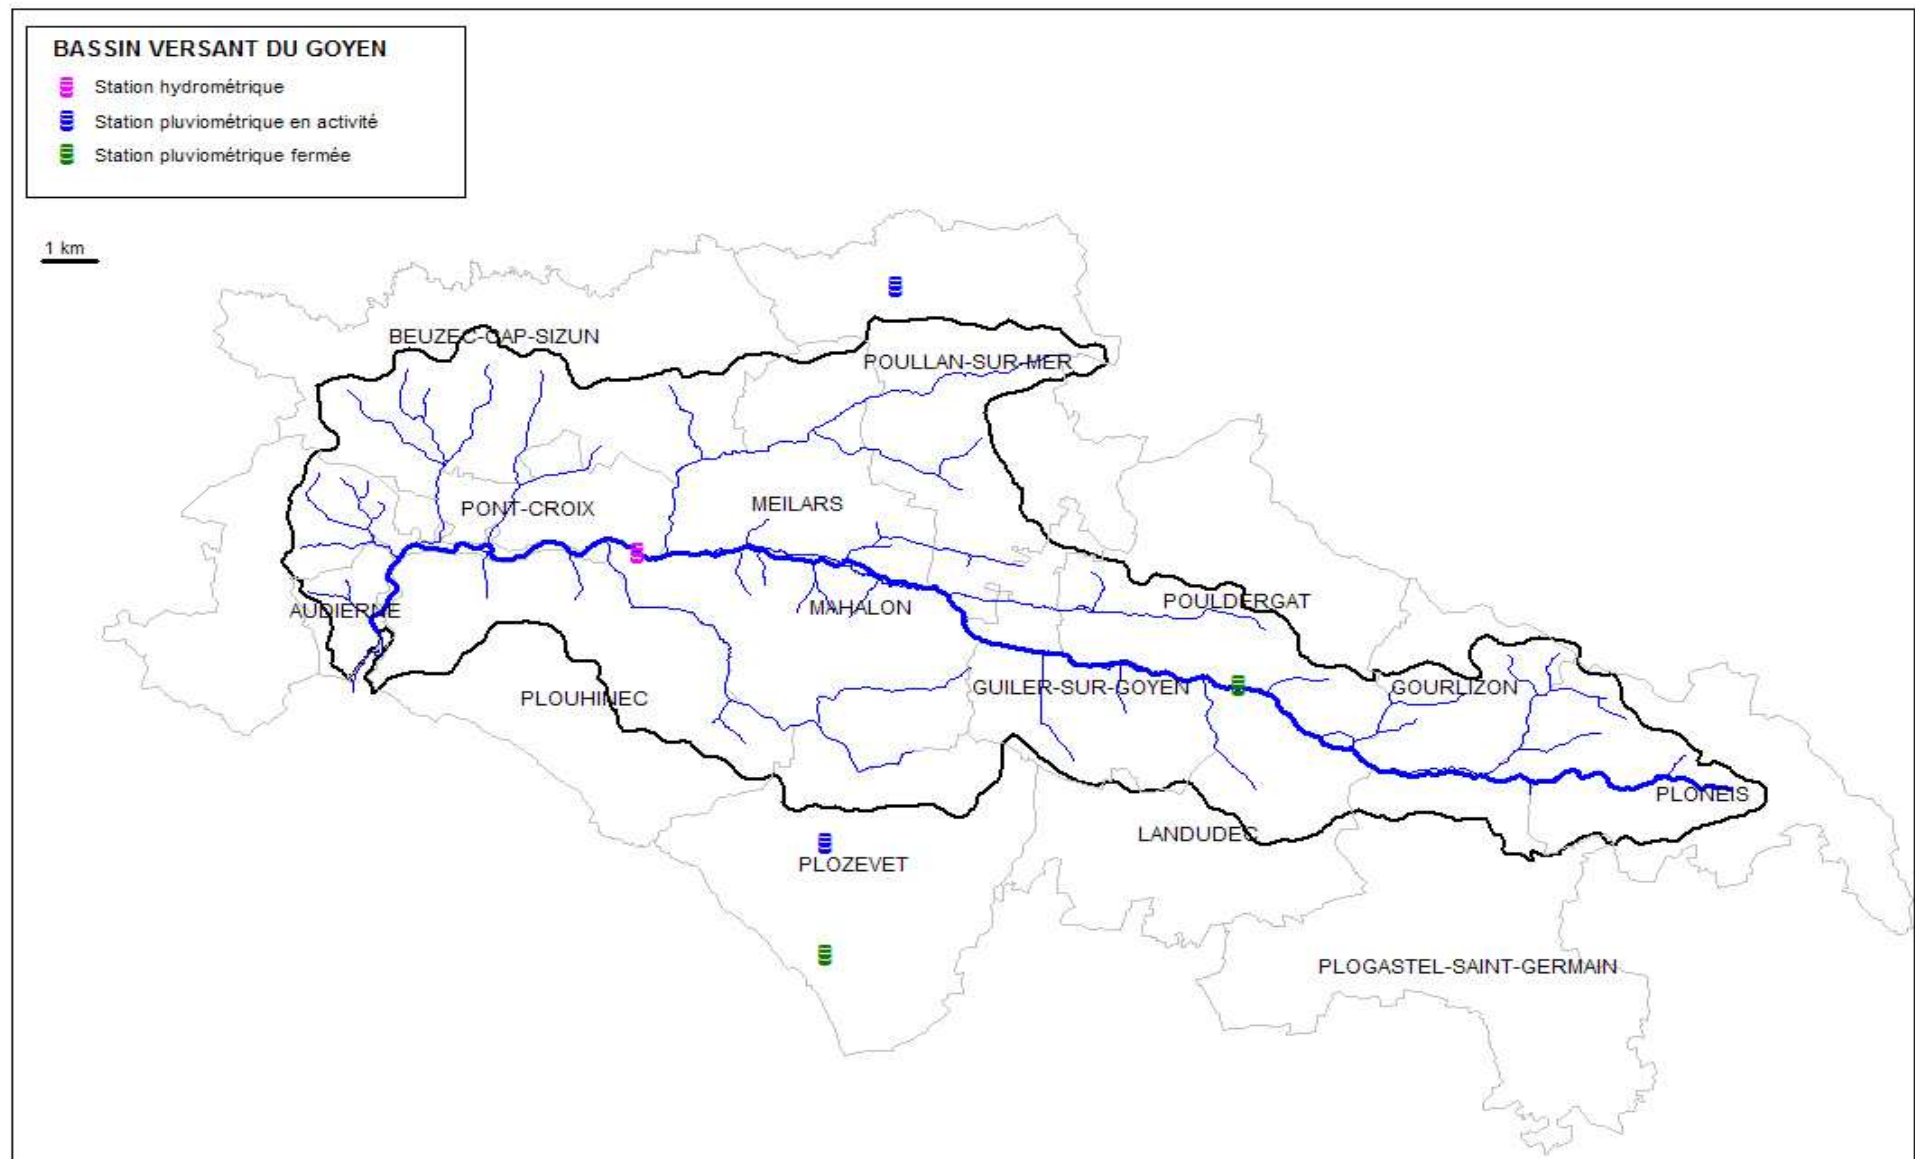 BASSIN VERSANT DU GOYEN
Station hydrométrique
Station pluviométrique en activité
Station pluviométrique fermée
1 km
BEUZEC-CAP-SIZUN
POULLAN-SUR-MER
PONT-CROIX
MEILARS
AUDIERNE
MAHALON
POULDERGAT
PLOUHINEC
GUILER-SUR-GOYEN
GOURLIZON
PLONEIS
LANDUDEC
PLOZEVET
PLOGASTEL-SAINT-GERMAIN